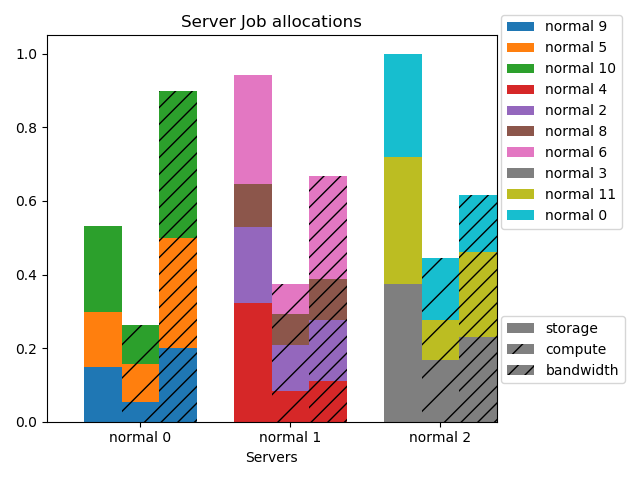 Server Job allocations
1.0
0.8
0.6
0.4
0.2
0.0
normal 0
normal 1
normal 2
Servers
normal 9
normal 5
normal 10
normal 4
normal 2
normal 8
normal 6
normal 3
normal 11
normal 0
storage
compute
bandwidth